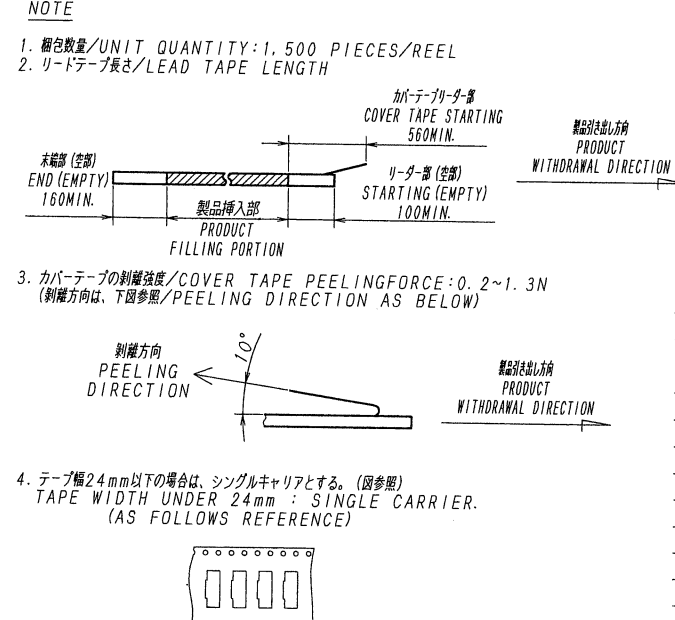 NOTE
1. 梱包数量/UNIT QUANTITY:1,500 PIECES/REEL
2. リードテープ長さ/LEAD TAPE LENGTH
カバーテープリーダー部
COVER TAPE STARTING
560MIN.
製品引き出し方向
PRODUCT
WITHDRAWAL DIRECTION
末端部(空部)
END(EMPTY)
160MIN.
リーダー部(空部)
STARTING(EMPTY)
100MIN.
製品挿入部
PRODUCT
FILLING PORTION
3. カバーテープの剥離強度/COVER TAPE PEELINGFORCE:0.2~1.3N
(剥離方向は、下図参照/PEELING DIRECTION AS BELOW)
剥離方向
PEELING
DIRECTION
10°
製品引き出し方向
PRODUCT
WITHDRAWAL DIRECTION
4. テープ幅24mm以下の場合は、シングルキャリアとする。(図参照)
TAPE WIDTH UNDER 24mm : SINGLE CARRIER.
(AS FOLLOWS REFERENCE)